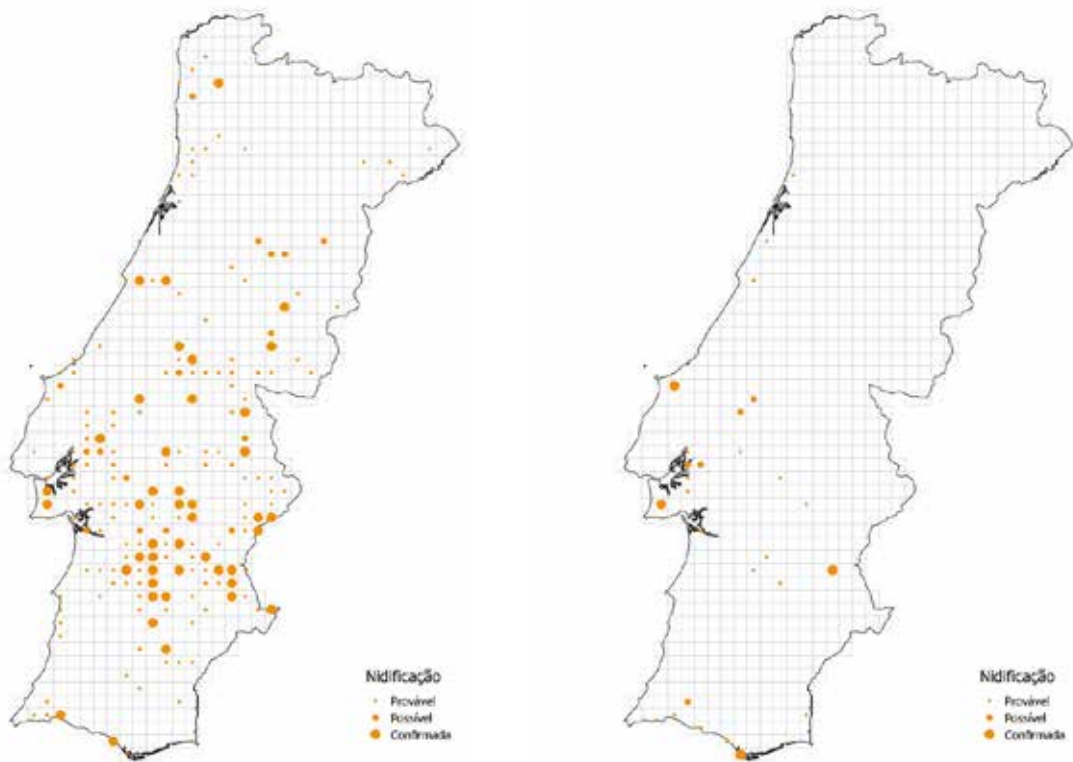 Nidificação
Provável
Possível
Confirmada
Nidificação
Provável
Possível
Confirmada